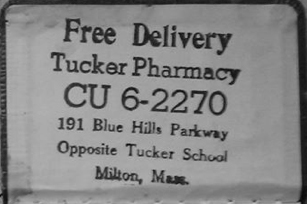 Free Delivery
Tucker Pharmacy
CU 6-2270
191 Blue Hills Parkway
Opposite Tucker School
Milton, Mass.